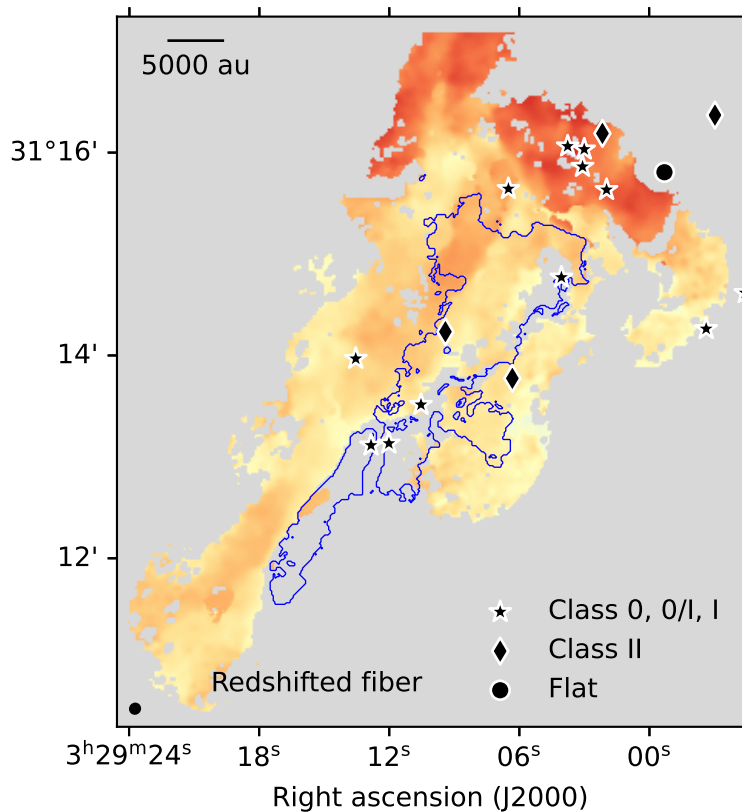 5000 au
31°16'
14'
12'
Class 0, 0/I, I
Class II
Flat
Redshifted fiber
3ʰ29ᵐ24ˢ 18ˢ 12ˢ 06ˢ 00ˢ
Right ascension (J2000)